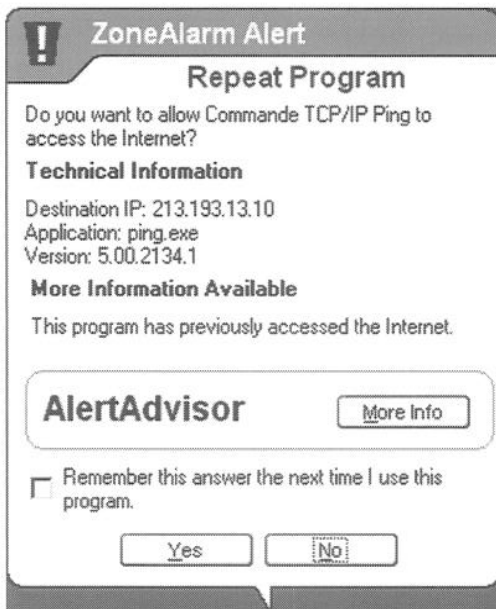 !
ZoneAlarm Alert
Repeat Program
Do you want to allow Commande TCP/IP Ping to
access the Internet?
Technical Information
Destination IP: 213.193.13.10
Application: ping.exe
Version: 5.00.2134.1
More Information Available
This program has previously accessed the Internet.
AlertAdvisor
More Info
Remember this answer the next time I use this
program.
Yes
No